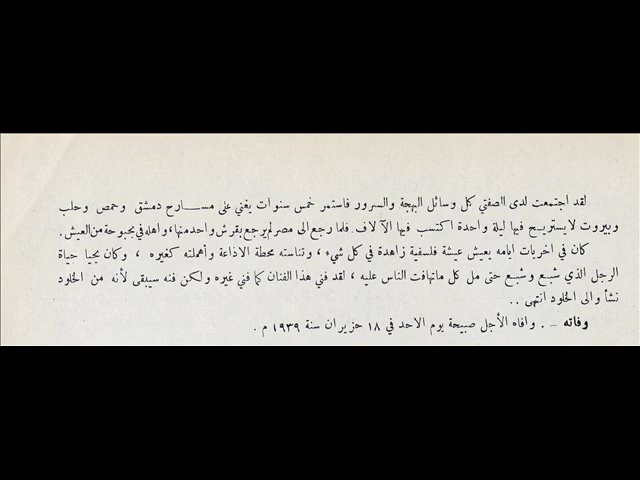 لقد اجتمعت لدى الصفتي كل وسائل البهجة والسرور فاستمر خمس سنوات يغني على مسارح دمشق وحمص وحلب
وبيروت لا يستريح فيها ليلة واحدة اكتسب فيها الآلاف. فلما رجع الى مصر لم يرجع بقرش واحد منها، واهله في بحبوحة من العيش.
كان في اخريات ايامه يعيش عيشة فلسفية زاهدة في كل شيء ، وتناسته محطة الاذاعة وأهملته كغيره ، وكان يحيا حياة
الرجل الذي شبع وشبع حتى مل كل ماتهافت الناس عليه ، لقد فني هذا الفنان كما فني غيره ولكن فنه سيبقى لأنه من الخلود
نشأ والى الخلود انتهى . .
وفاته – . وافاه الأجل صبيحة يوم الاحد في ١٨ حزيران سنة ١٩٣٩ م .